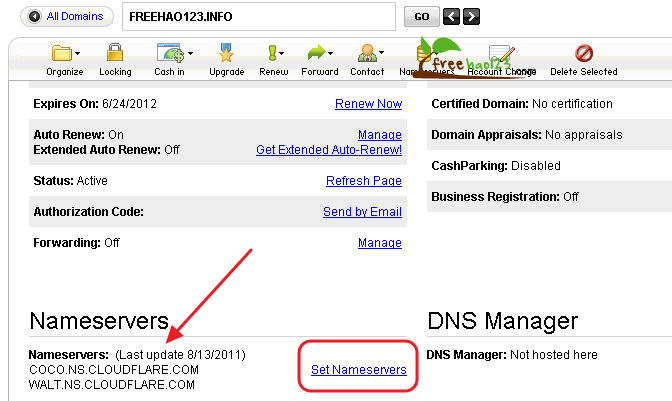 All Domains
FREEHAO123.INFO
GO
Organize
Locking
Cash in
Upgrade
Renew
Forward
Contact
Account Change
Delete Selected
freehao123.com
Expires On: 6/24/2012 Renew Now
Auto Renew: On Manage
Extended Auto Renew: Off Get Extended Auto-Renew!
Status: Active Refresh Page
Authorization Code: Send by Email
Forwarding: Off Manage
Certified Domain: No certification
Domain Appraisals: No appraisals
CashParking: Disabled
Business Registration: Off
Nameservers
Nameservers: (Last update 8/13/2011)
COCO.NS.CLOUDFLARE.COM
WALT.NS.CLOUDFLARE.COM
Set Nameservers
DNS Manager
DNS Manager: Not hosted here